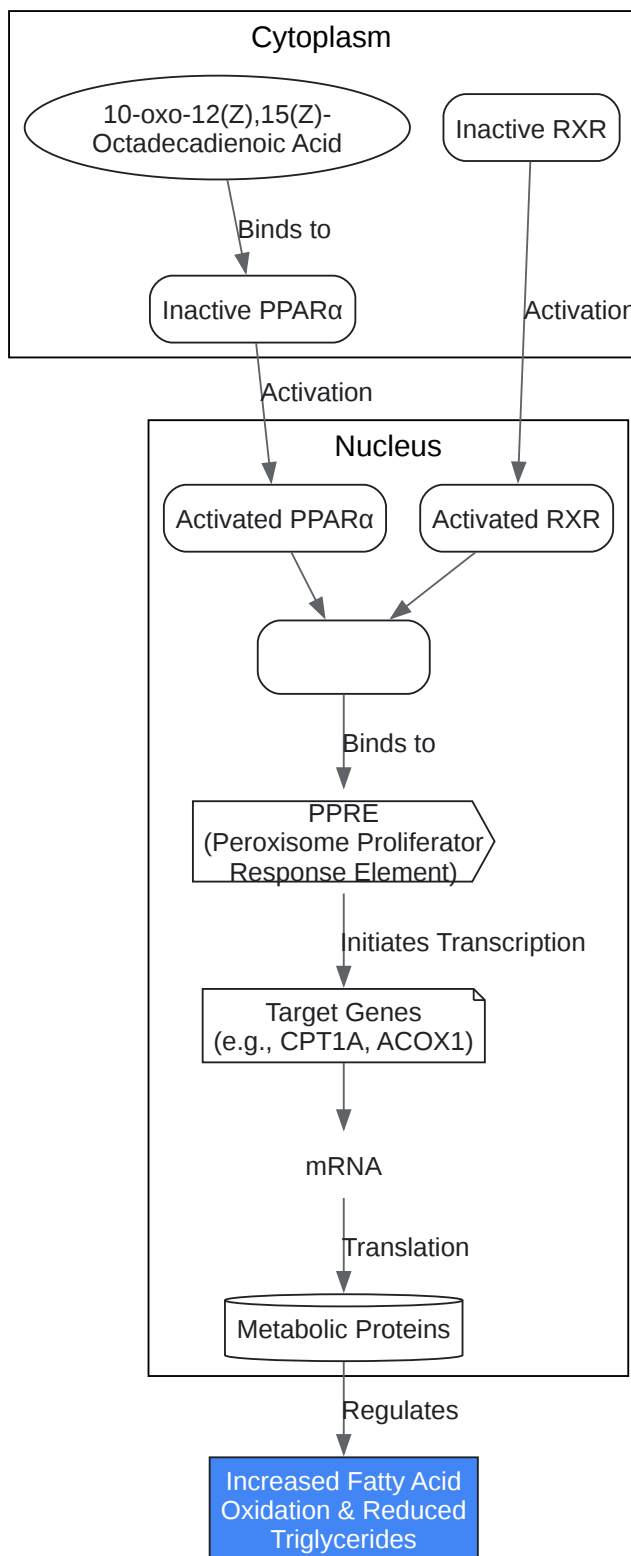 Cytoplasm
10-oxo-12(Z),15(Z)-
Octadecadienoic Acid
Inactive RXR
Binds to
Inactive PPARα
Activation
Activation
Nucleus
Activated PPARα
Activated RXR
Binds to
PPRE
(Peroxisome Proliferator
Response Element)
Initiates Transcription
Target Genes
(e.g., CPT1A, ACOX1)
mRNA
Translation
Metabolic Proteins
Regulates
Increased Fatty Acid
Oxidation & Reduced
Triglycerides